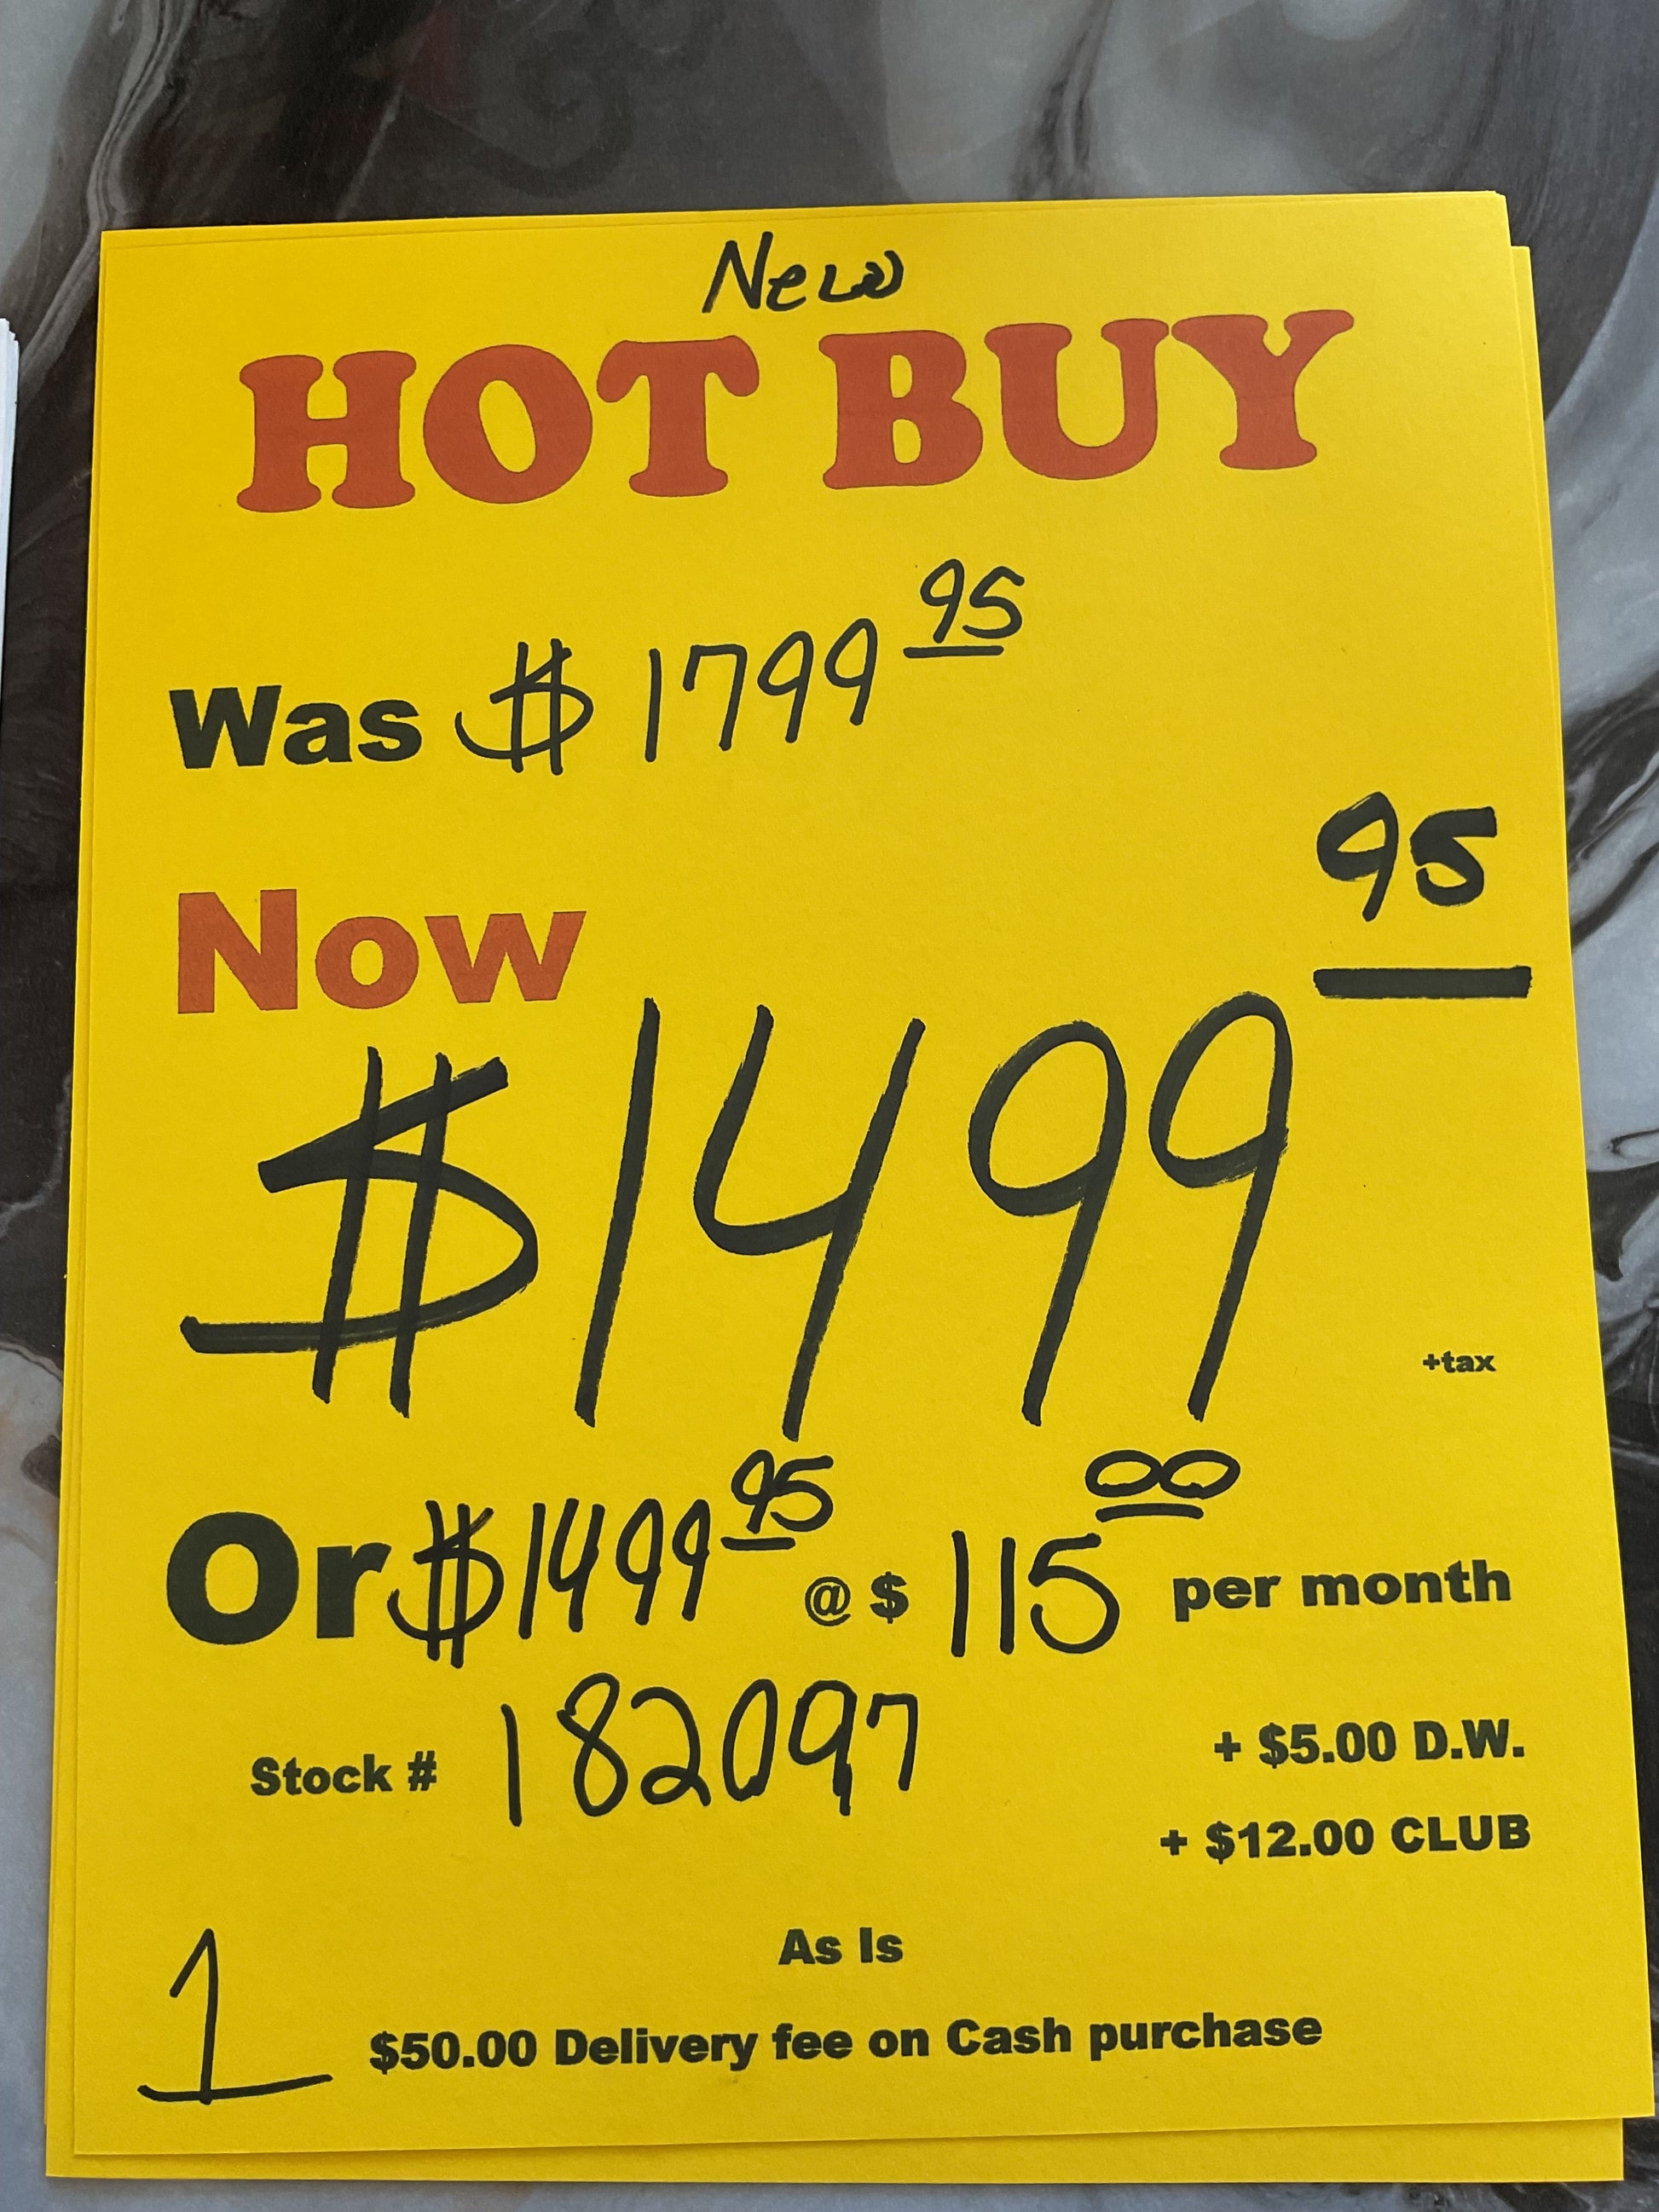 New
HOT BUY
Was $ 1799 95
Now
$1499 95
+tax
Or $1499 95 @ $ 115 00 per month
Stock # 182097
+ $5.00 D.W.
+ $12.00 CLUB
As Is
1
$50.00 Delivery fee on Cash purchase